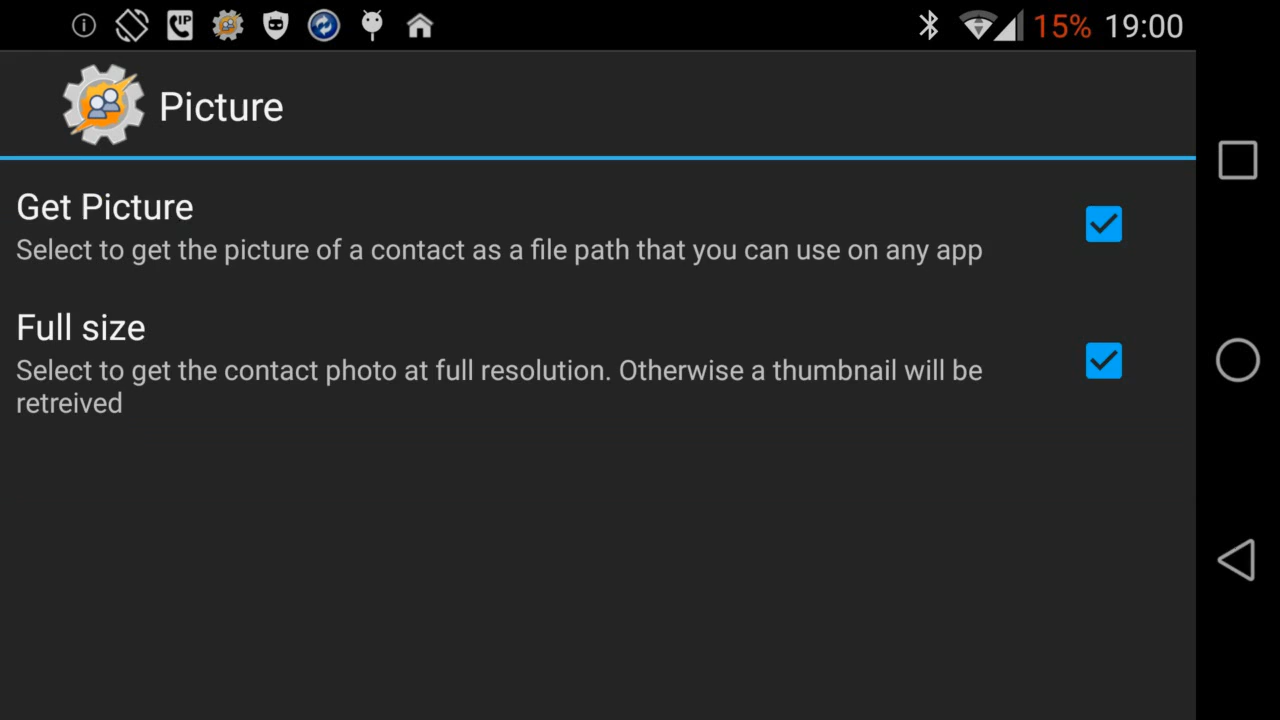 IP 15% 19:00
Picture
Get Picture
Select to get the picture of a contact as a file path that you can use on any app
Full size
Select to get the contact photo at full resolution. Otherwise a thumbnail will be
retreived